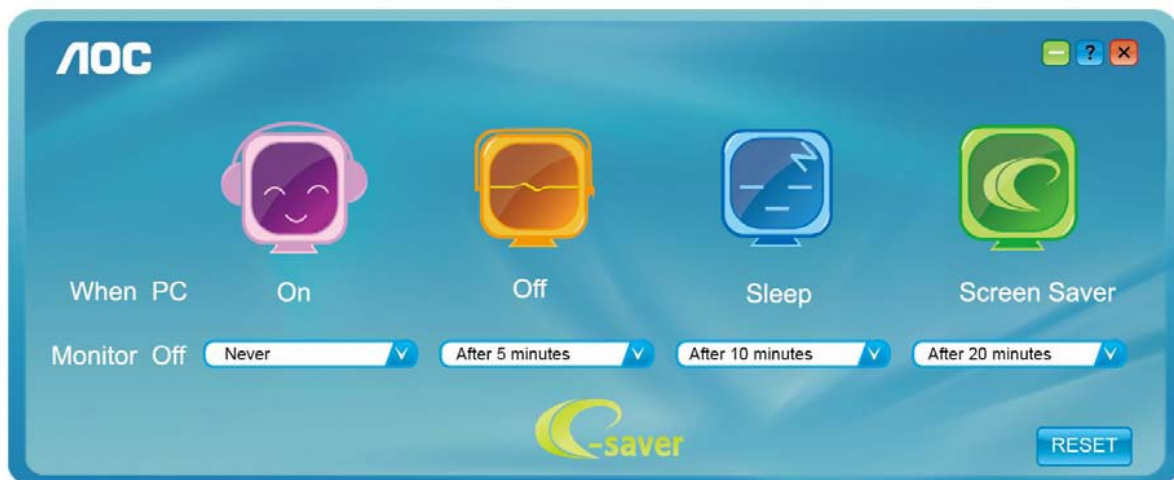 AOC
?
When PC On Off Sleep Screen Saver
Monitor Off Never After 5 minutes After 10 minutes After 20 minutes
e-saver
RESET